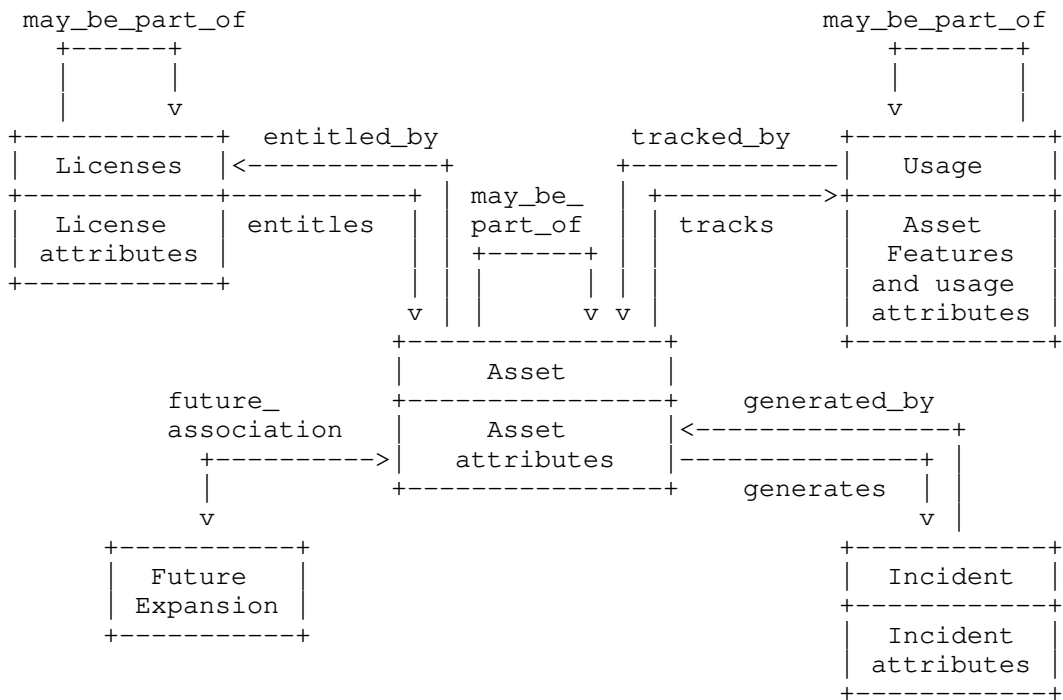 may_be_part_of may_be_part_of
entitled_by tracked_by
Licenses Usage
may_be_
License entitles part_of tracks Asset
attributes Features
and usage
attributes
Asset
future_ generated_by
association Asset
attributes
generates
Future Incident
Expansion
Incident
attributes